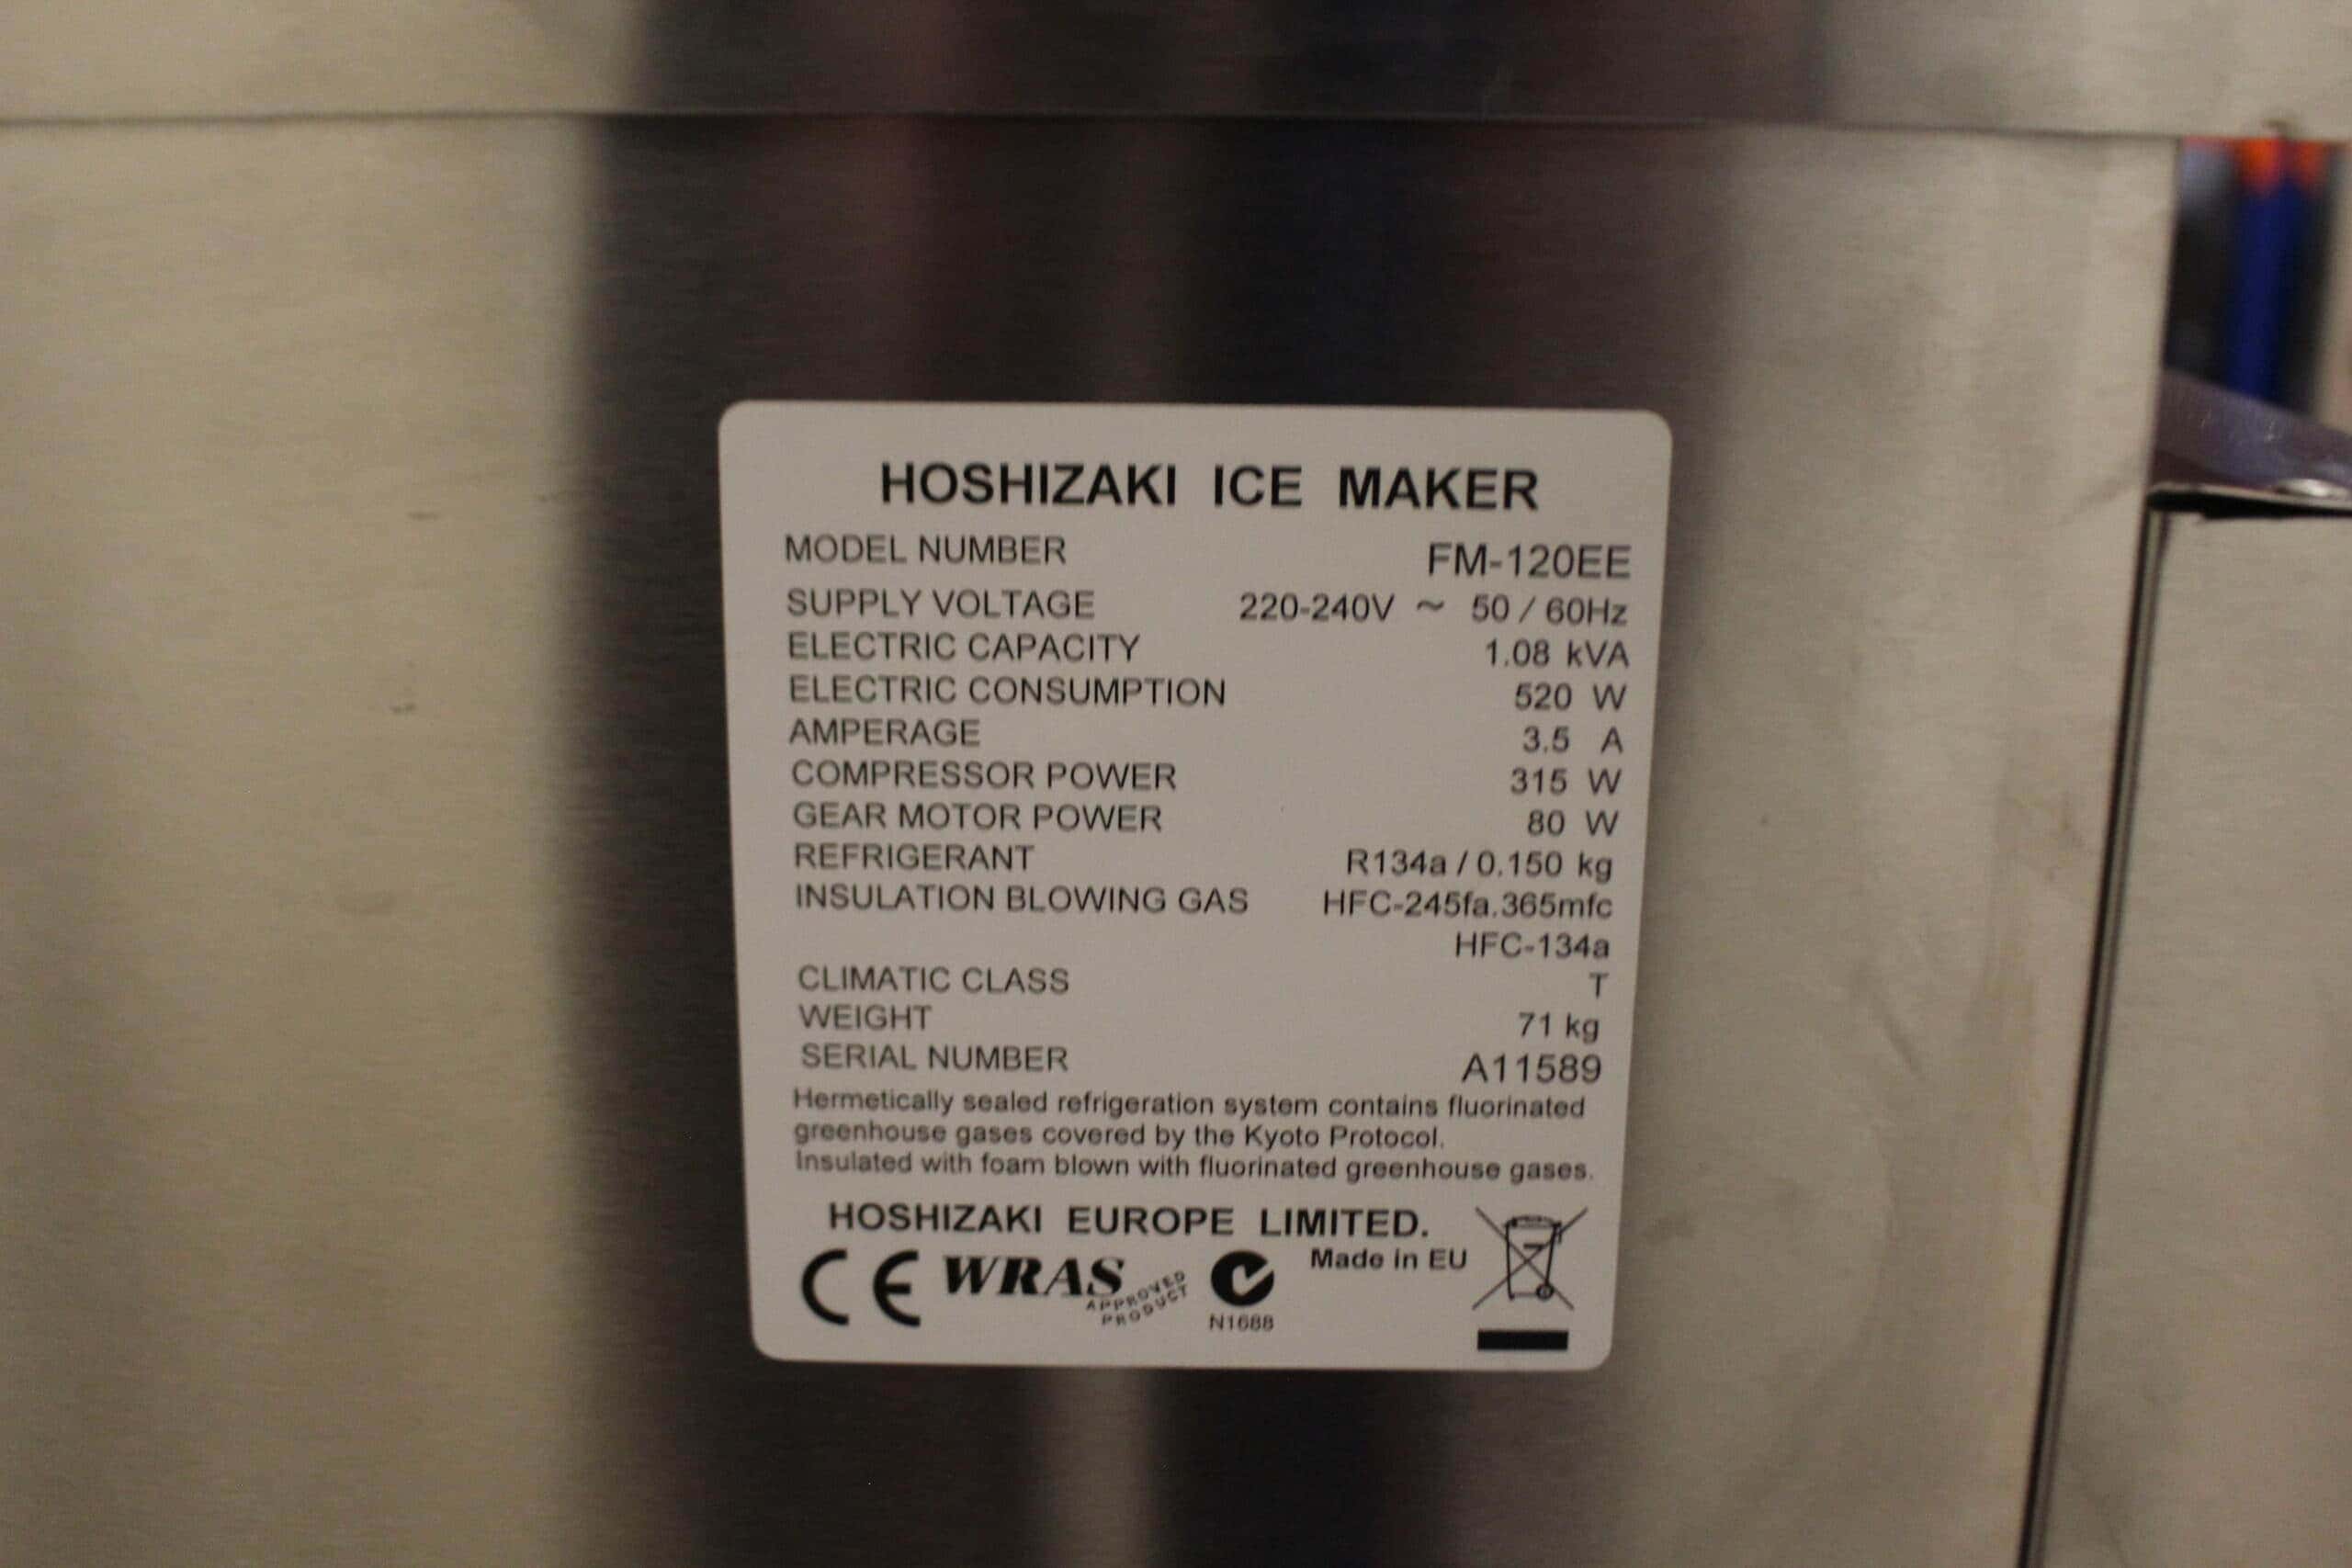 HOSHIZAKI ICE MAKER
MODEL NUMBER FM-120EE
SUPPLY VOLTAGE 220-240V ~ 50 / 60Hz
ELECTRIC CAPACITY 1.08 kVA
ELECTRIC CONSUMPTION 520 W
AMPERAGE 3.5 A
COMPRESSOR POWER 315 W
GEAR MOTOR POWER 80 W
REFRIGERANT R134a / 0.150 kg
INSULATION BLOWING GAS HFC-245fa.365mfc
HFC-134a
CLIMATIC CLASS T
WEIGHT 71 kg
SERIAL NUMBER A11589
Hermetically sealed refrigeration system contains fluorinated
greenhouse gases covered by the Kyoto Protocol.
Insulated with foam blown with fluorinated greenhouse gases.
HOSHIZAKI EUROPE LIMITED.
Made in EU
CE WRAS APPROVED PRODUCT
N1688